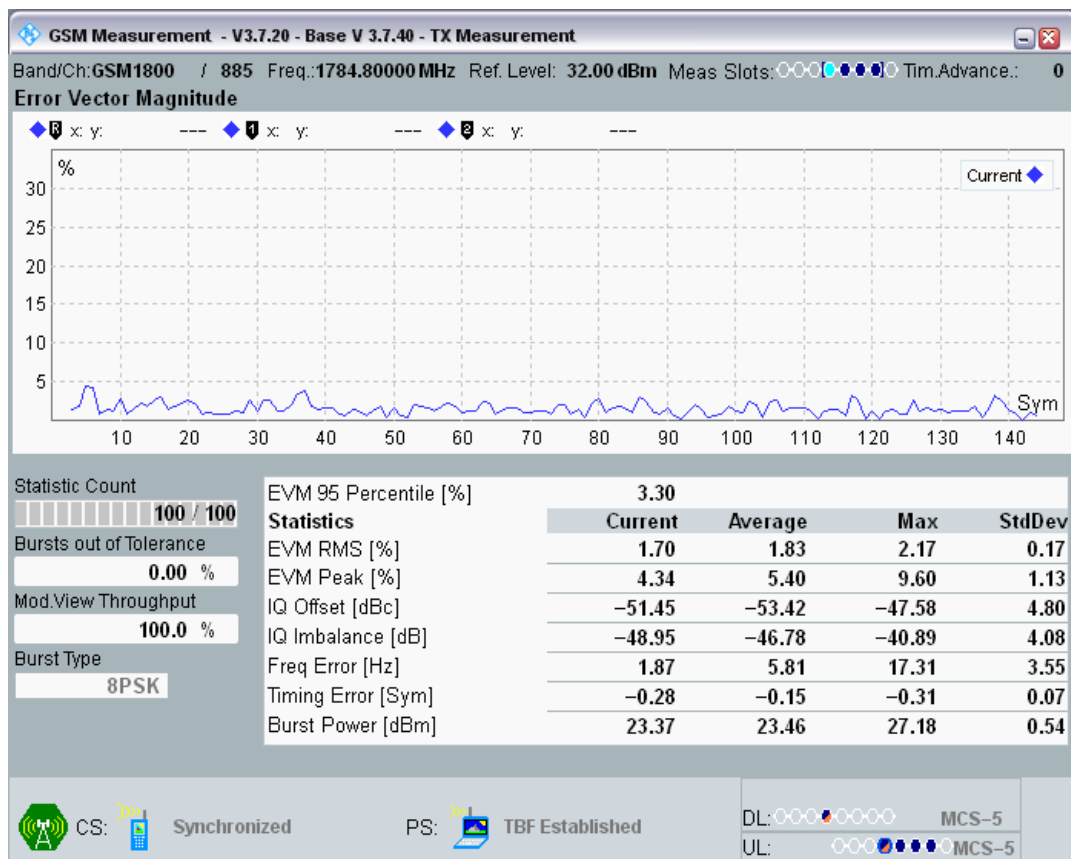 GSM Measurement - V3.7.20 - Base V 3.7.40 - TX Measurement
Band/Ch:GSM1800 / 885 Freq.:1784.80000 MHz Ref. Level: 32.00 dBm Meas Slots: Tim.Advance.: 0
Error Vector Magnitude
R x: y: --- 1 x: y: --- 2 x: y: ---
%
Current
30
25
20
15
10
5
Sym
10 20 30 40 50 60 70 80 90 100 110 120 130 140
Statistic Count
100 / 100
Bursts out of Tolerance
0.00 %
Mod.View Throughput
100.0 %
Burst Type
8PSK
EVM 95 Percentile [%] 3.30
Statistics Current Average Max StdDev
EVM RMS [%] 1.70 1.83 2.17 0.17
EVM Peak [%] 4.34 5.40 9.60 1.13
IQ Offset [dBc] −51.45 −53.42 −47.58 4.80
IQ Imbalance [dB] −48.95 −46.78 −40.89 4.08
Freq Error [Hz] 1.87 5.81 17.31 3.55
Timing Error [Sym] −0.28 −0.15 −0.31 0.07
Burst Power [dBm] 23.37 23.46 27.18 0.54
CS: Synchronized PS: TBF Established
DL: MCS−5
UL: MCS−5